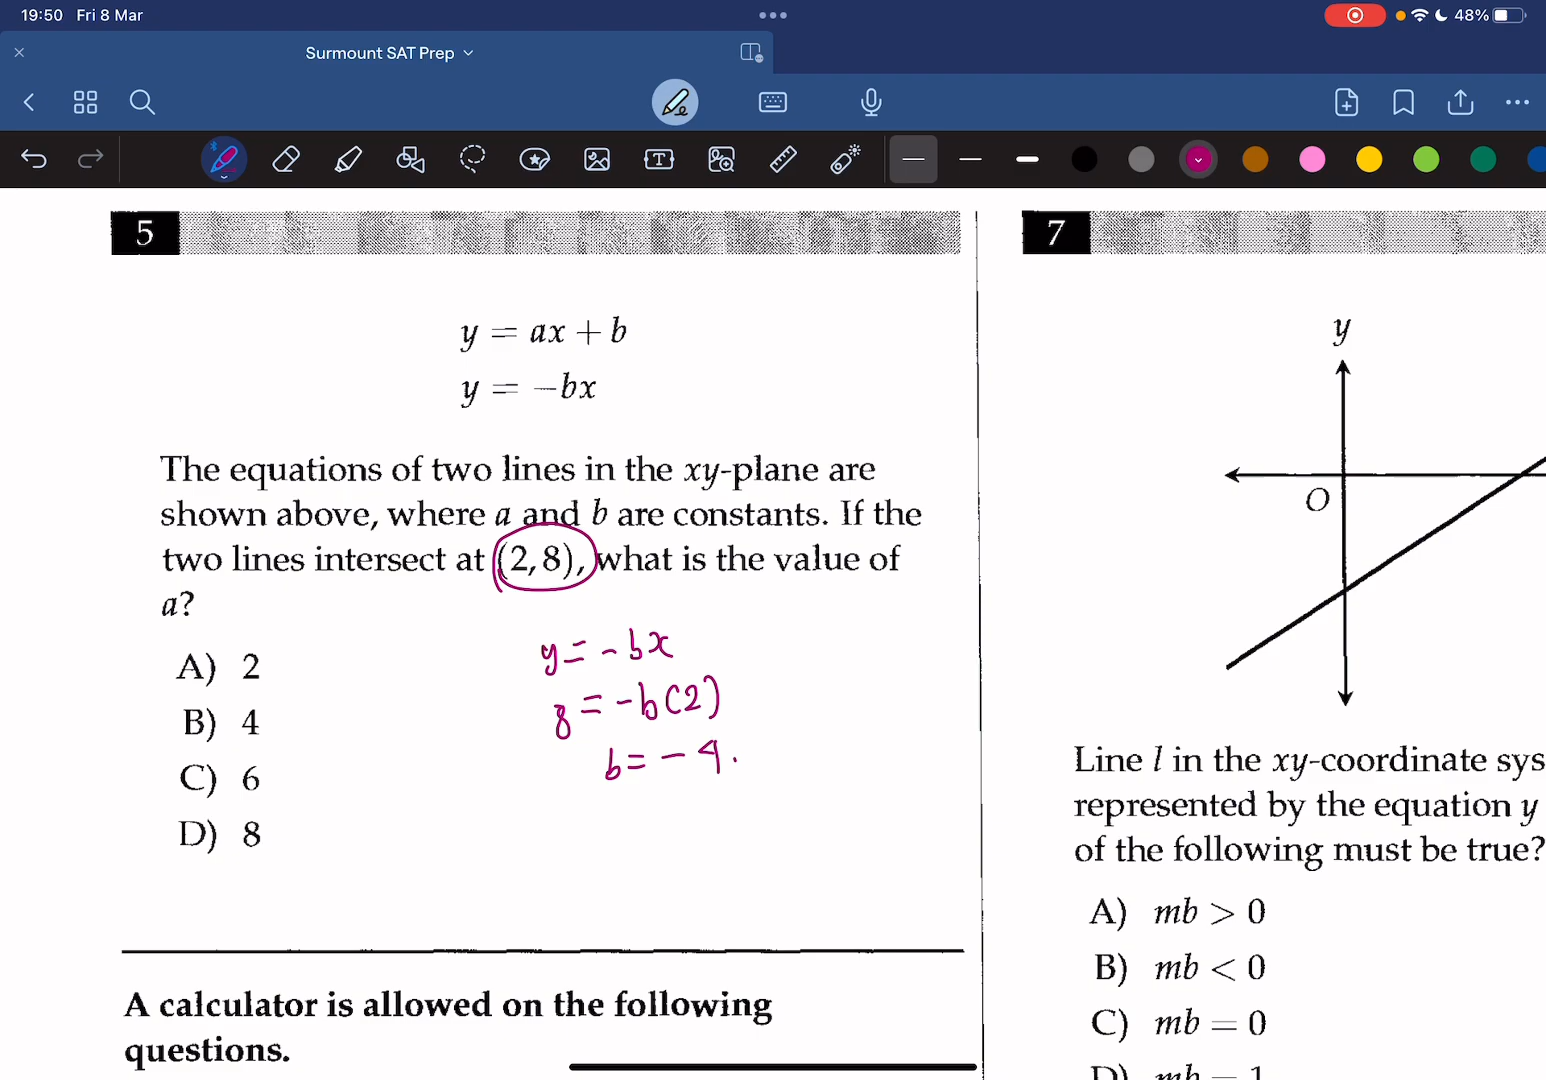 19:50 Fri 8 Mar
48%
Surmount SAT Prep
5
y = ax + b
y = −bx
The equations of two lines in the xy-plane are
shown above, where a and b are constants. If the
two lines intersect at (2, 8), what is the value of
a?
A) 2
B) 4
C) 6
D) 8
y = -bx
8 = -b(2)
b = -4.
A calculator is allowed on the following
questions.
7
y
O
Line l in the xy-coordinate sys
represented by the equation y
of the following must be true?
A) mb > 0
B) mb < 0
C) mb = 0
D) mb = 1